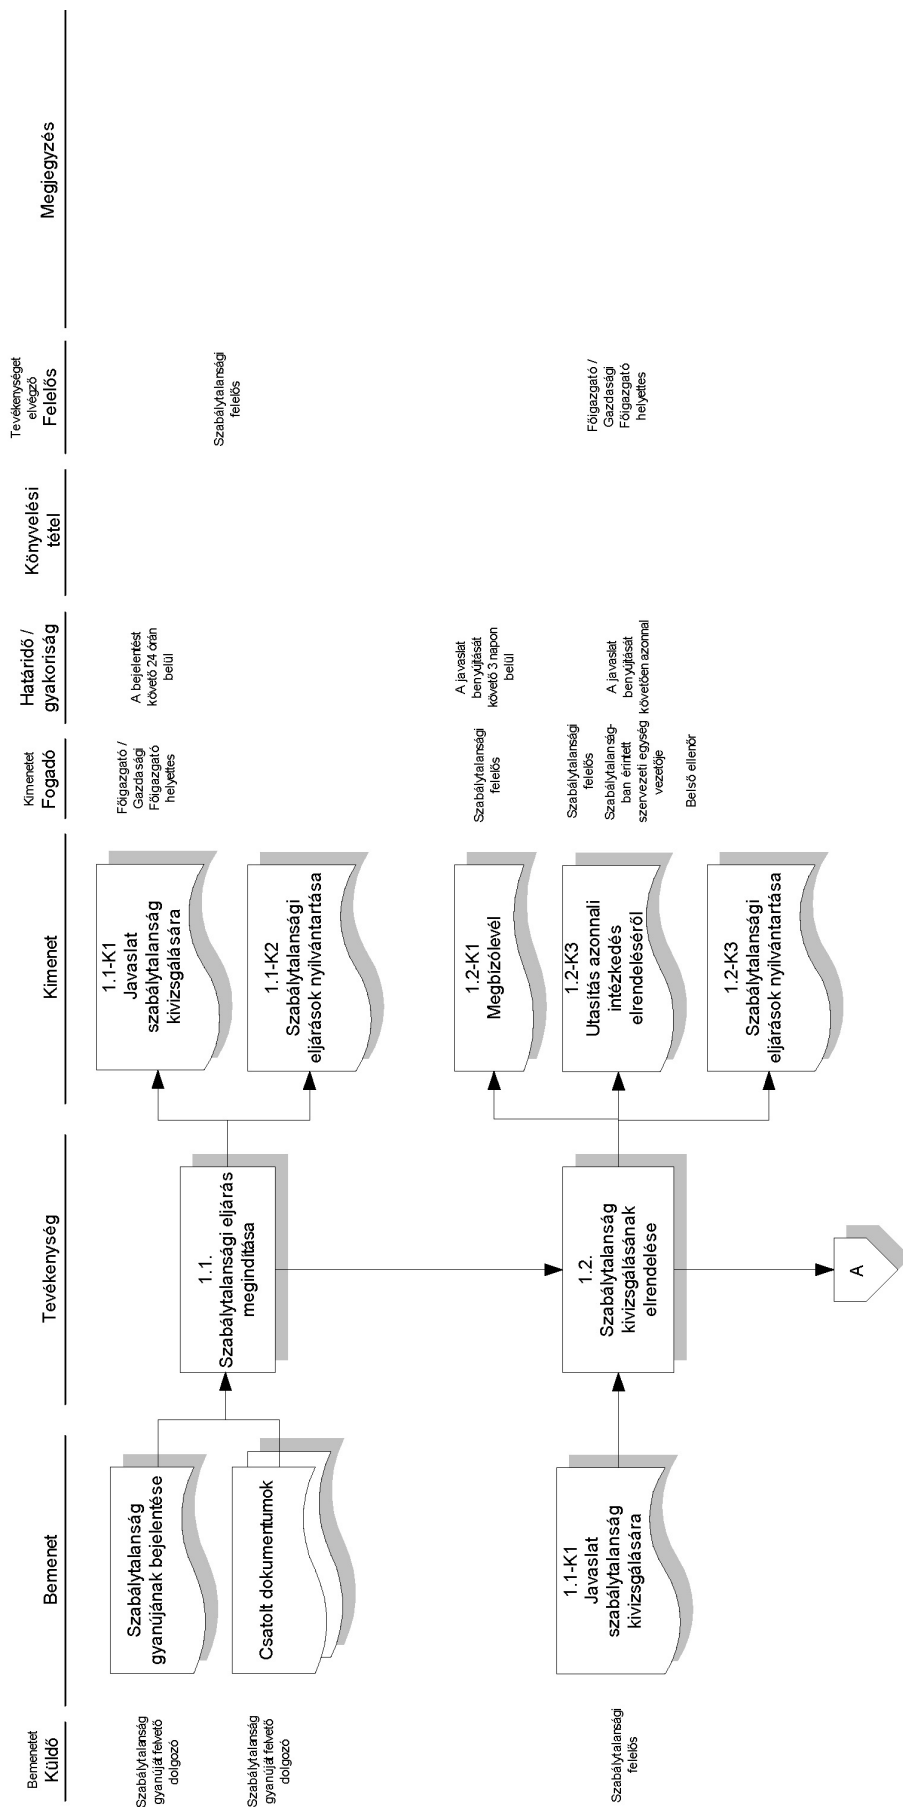 Bemenetet
Küldő
Bemenet
Tevékenység
Kimenet
Kimenetet
Fogadó
Határidő /
gyakoriság
Könyvelési
tétel
Tevékenységet
elvégző
Felelős
Megjegyzés
Szabálytalanság
gyanúját felvető
dolgozó
Szabálytalanság
gyanújának bejelentése
Szabálytalanság
gyanúját felvető
dolgozó
Csatolt dokumentumok
1.1.
Szabálytalansági eljárás
megindítása
1.1-K1
Javaslat
szabálytalanság
kivizsgálására
1.1-K2
Szabálytalansági
eljárások nyilvántartása
Főigazgató /
Gazdasági
Főigazgató
helyettes
A bejelentést
követő 24 órán
belül
Szabálytalansági
felelős
Szabálytalansági
felelős
1.1-K1
Javaslat
szabálytalanság
kivizsgálására
1.2.
Szabálytalanság
kivizsgálásának
elrendelése
1.2-K1
Megbízólevél
1.2-K3
Utasítás azonnali
intézkedés
elrendeléséről
1.2-K3
Szabálytalansági
eljárások nyilvántartása
Szabálytalansági
felelős
A javaslat
benyújtását
követő 3 napon
belül
Szabálytalansági
felelős
Szabálytalanság-
ban érintett
szervezeti egység
vezetője
A javaslat
benyújtását
követően azonnal
Belső ellenőr
Főigazgató /
Gazdasági
Főigazgató
helyettes
A